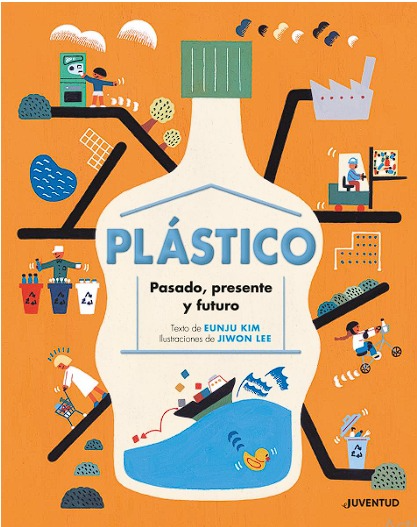 PLÁSTICO
Pasado, presente
y futuro
Texto de EUNJU KIM
Ilustraciones de JIWON LEE
JUVENTUD